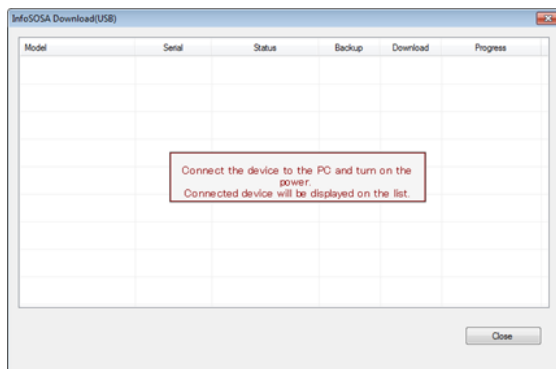 InfoSOSA Download(USB)
Model Serial Status Backup Download Progress
Connect the device to the PC and turn on the
power.
Connected device will be displayed on the list.
Close